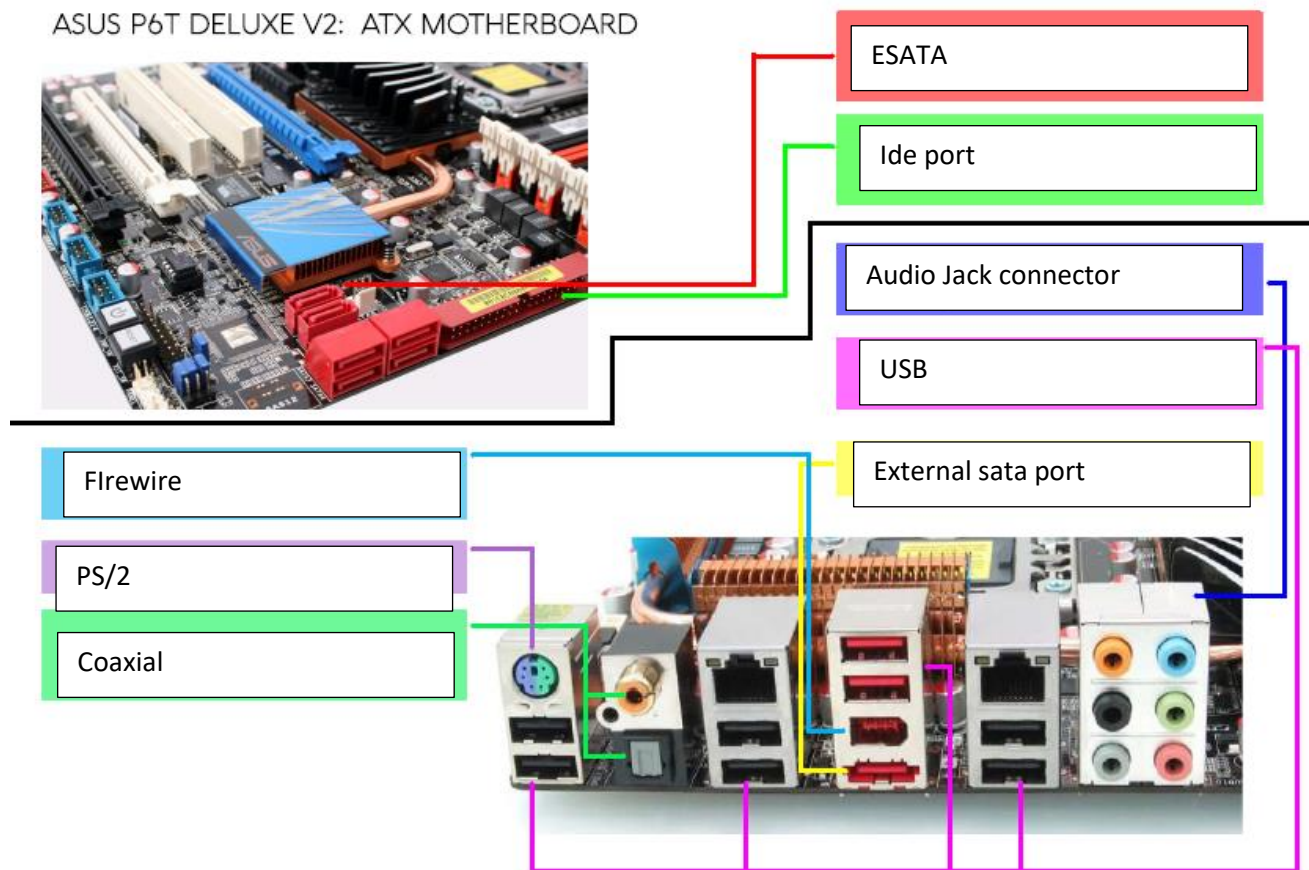 ASUS P6T DELUXE V2: ATX MOTHERBOARD
ESATA
Ide port
Audio Jack connector
USB
FIrewire
External sata port
PS/2
Coaxial
ASUS